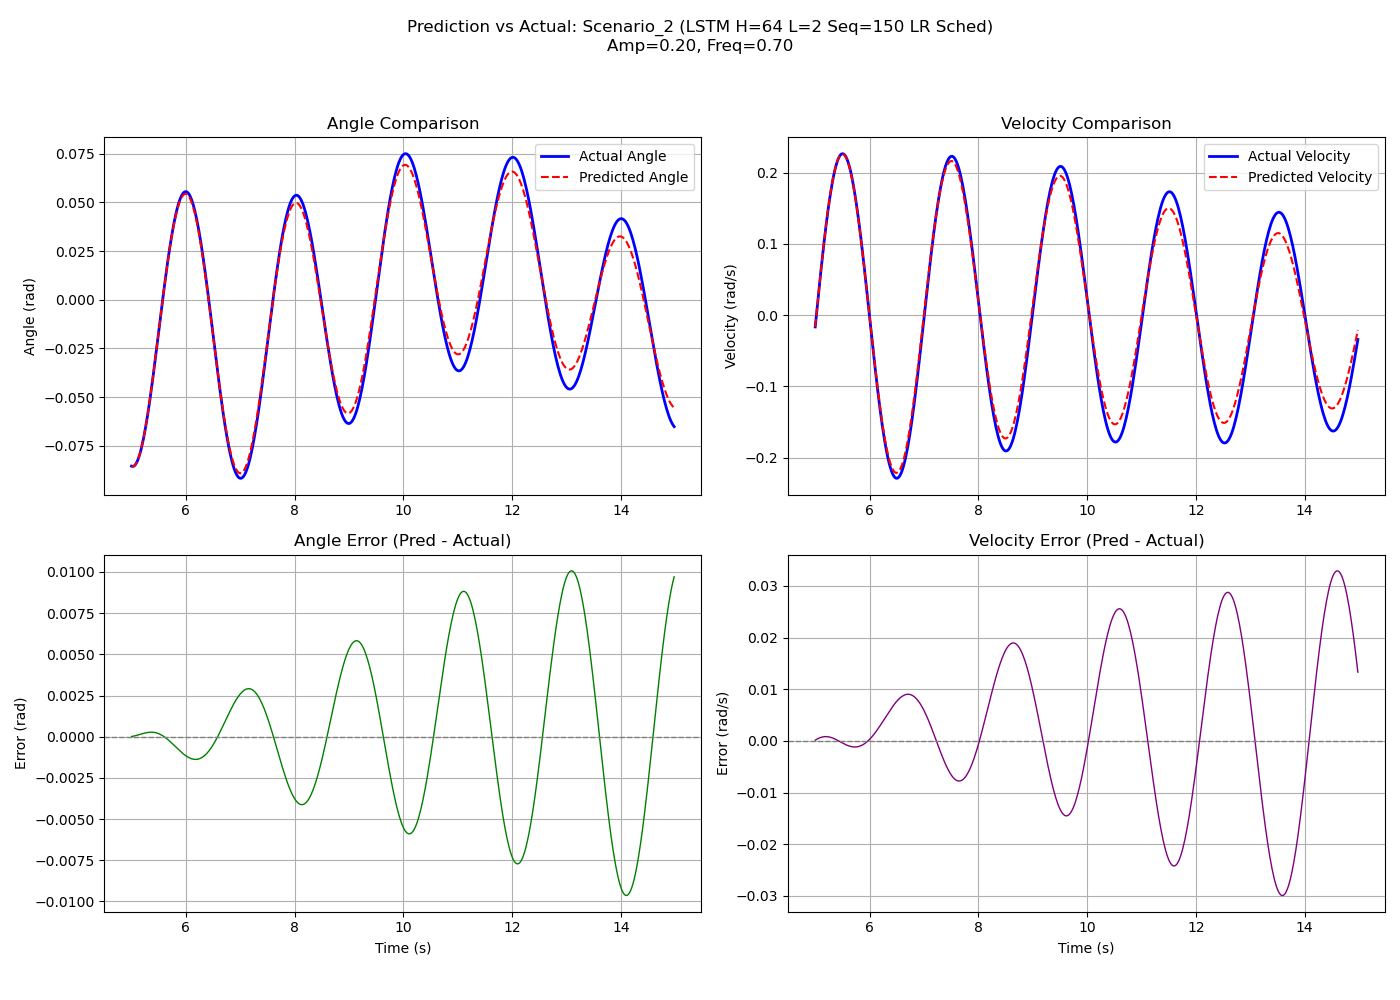 Prediction vs Actual: Scenario_2 (LSTM H=64 L=2 Seq=150 LR Sched)
Amp=0.20, Freq=0.70
Angle Comparison
Angle (rad)
0.075
0.050
0.025
0.000
−0.025
−0.050
−0.075
Actual Angle
Predicted Angle
6 8 10 12 14
Velocity Comparison
Velocity (rad/s)
0.2
0.1
0.0
−0.1
−0.2
Actual Velocity
Predicted Velocity
6 8 10 12 14
Angle Error (Pred - Actual)
Error (rad)
0.0100
0.0075
0.0050
0.0025
0.0000
−0.0025
−0.0050
−0.0075
−0.0100
6 8 10 12 14
Time (s)
Velocity Error (Pred - Actual)
Error (rad/s)
0.03
0.02
0.01
0.00
−0.01
−0.02
−0.03
6 8 10 12 14
Time (s)